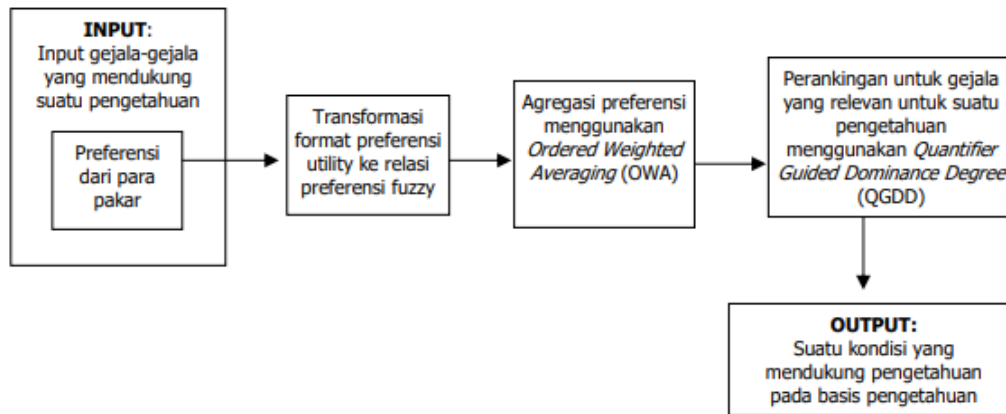 INPUT:
Input gejala-gejala
yang mendukung
suatu pengetahuan
Preferensi
dari para
pakar
Transformasi
format preferensi
utility ke relasi
preferensi fuzzy
Agregasi preferensi
menggunakan
Ordered Weighted
Averaging (OWA)
Perankingan untuk gejala
yang relevan untuk suatu
pengetahuan
menggunakan Quantifier
Guided Dominance Degree
(QGDD)
OUTPUT:
Suatu kondisi yang
mendukung pengetahuan
pada basis pengetahuan